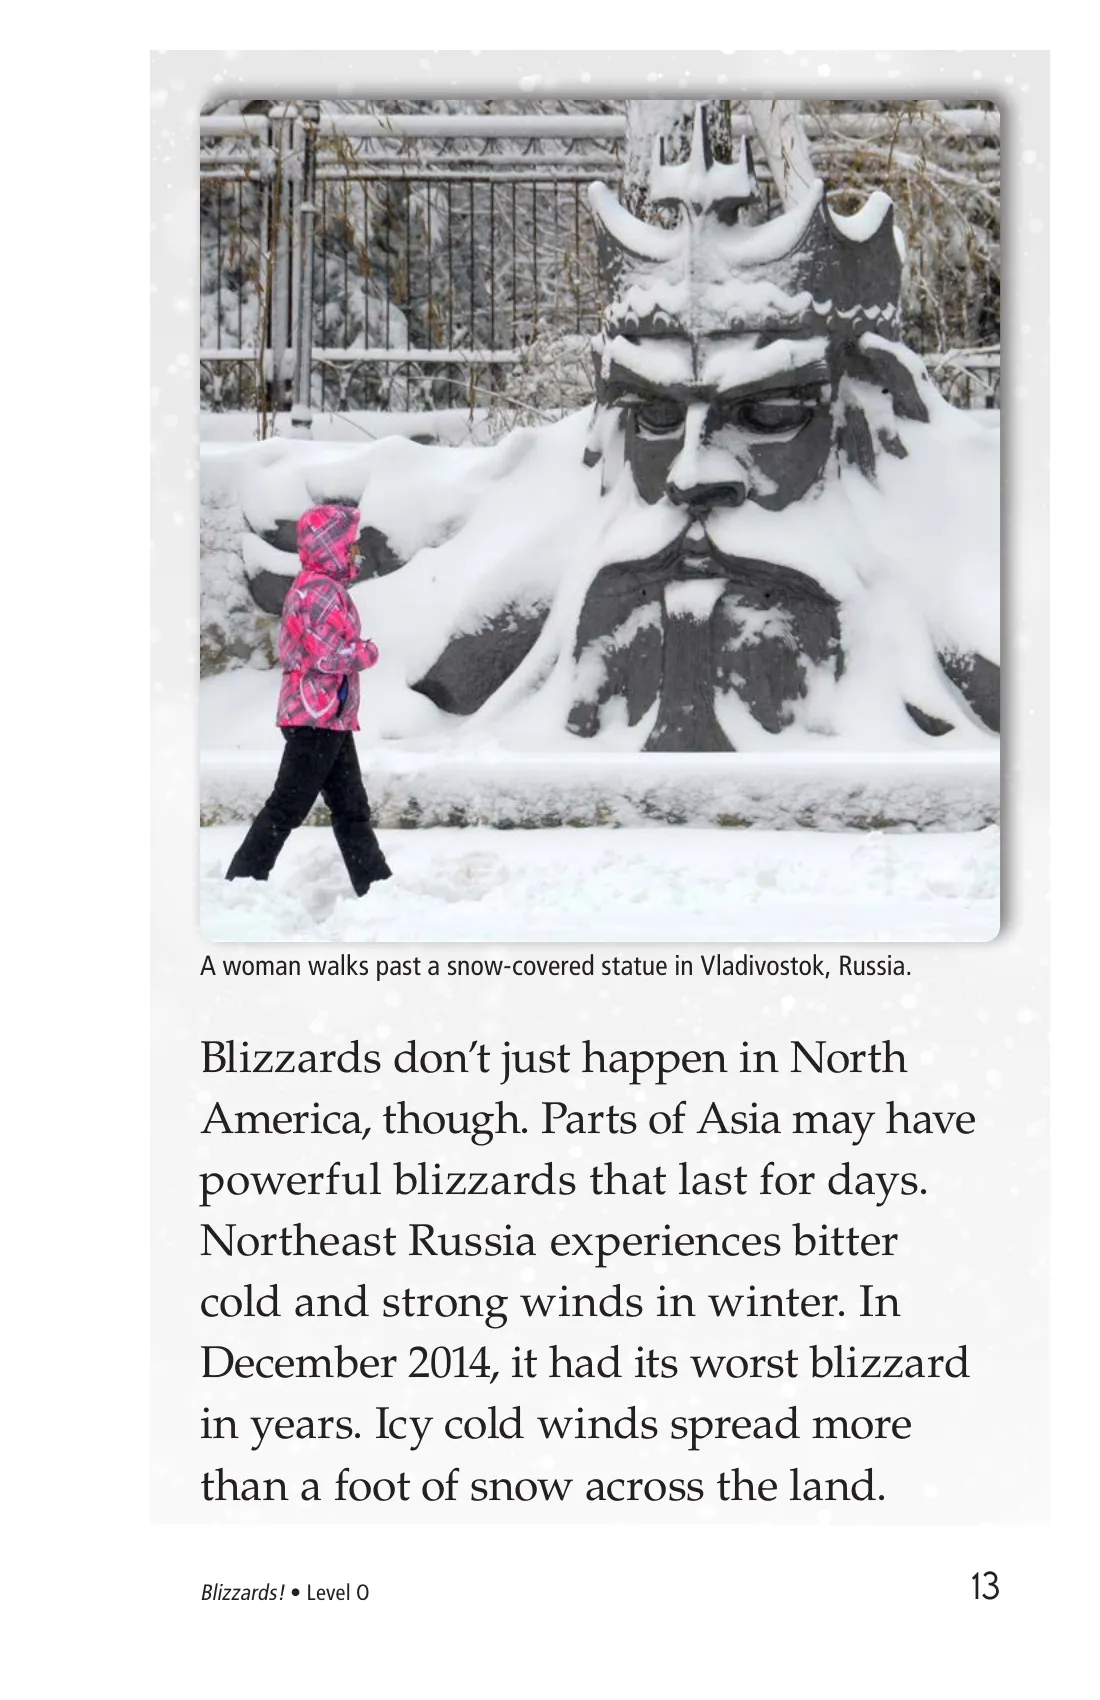 A woman walks past a snow-covered statue in Vladivostok, Russia.
Blizzards don’t just happen in North
America, though. Parts of Asia may have
powerful blizzards that last for days.
Northeast Russia experiences bitter
cold and strong winds in winter. In
December 2014, it had its worst blizzard
in years. Icy cold winds spread more
than a foot of snow across the land.
Blizzards! • Level O
13